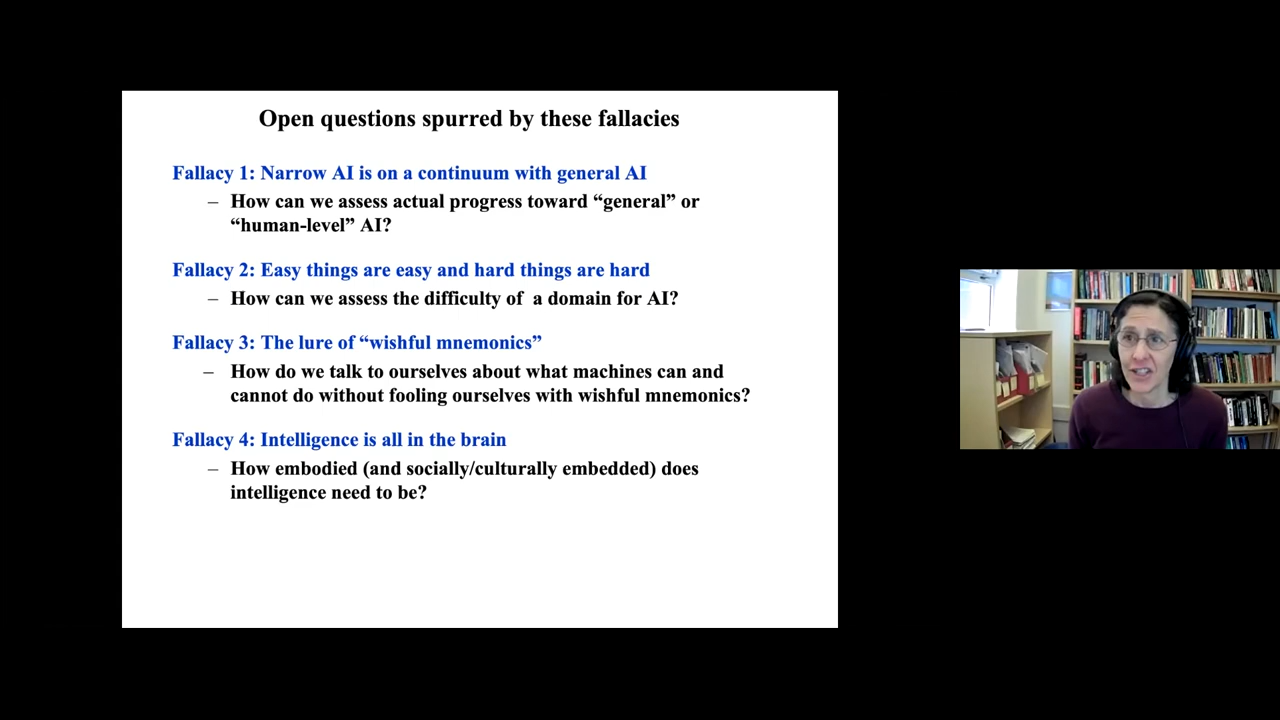 Open questions spurred by these fallacies
Fallacy 1: Narrow AI is on a continuum with general AI
– How can we assess actual progress toward “general” or
“human-level” AI?
Fallacy 2: Easy things are easy and hard things are hard
– How can we assess the difficulty of  a domain for AI?
Fallacy 3: The lure of “wishful mnemonics”
– How do we talk to ourselves about what machines can and
cannot do without fooling ourselves with wishful mnemonics?
Fallacy 4: Intelligence is all in the brain
– How embodied (and socially/culturally embedded) does
intelligence need to be?